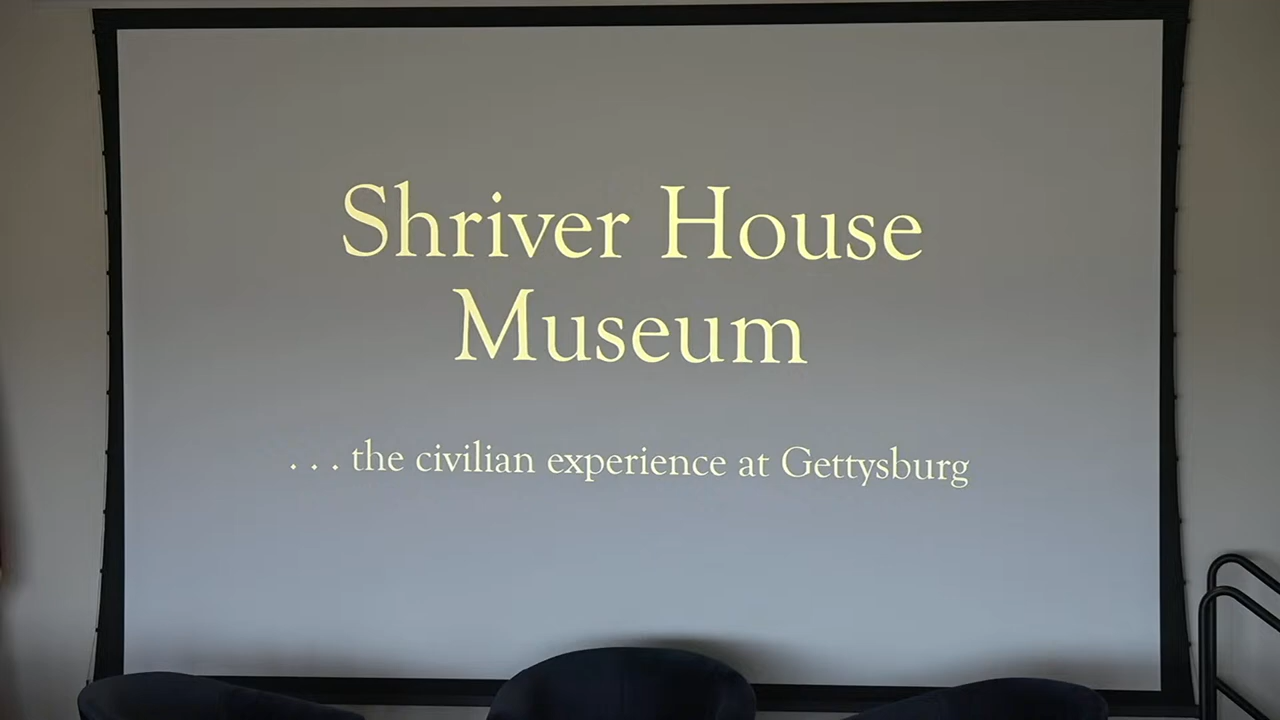 Shriver House
Museum
. . . the civilian experience at Gettysburg